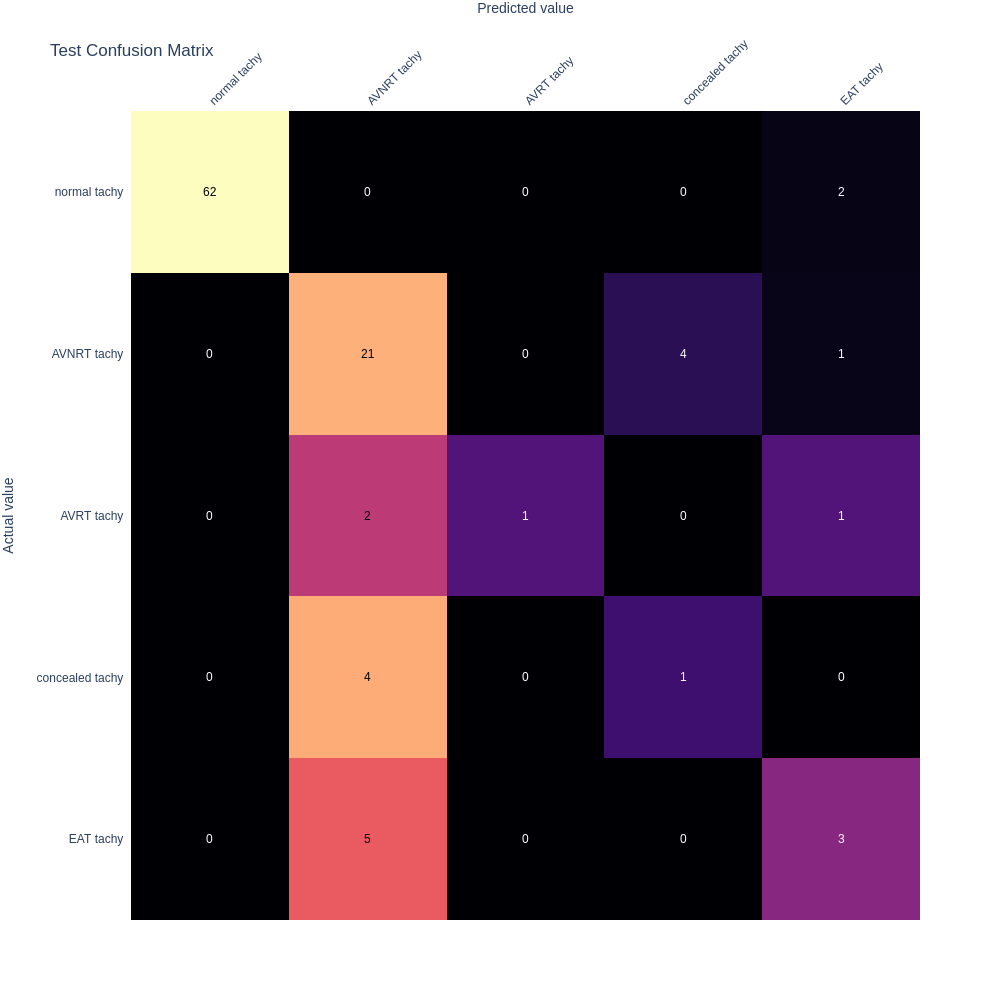 Predicted value
Test Confusion Matrix
normal tachy
AVNRT tachy
AVRT tachy
concealed tachy
EAT tachy
Actual value
normal tachy 62 0 0 0 2
AVNRT tachy 0 21 0 4 1
AVRT tachy 0 2 1 0 1
concealed tachy 0 4 0 1 0
EAT tachy 0 5 0 0 3